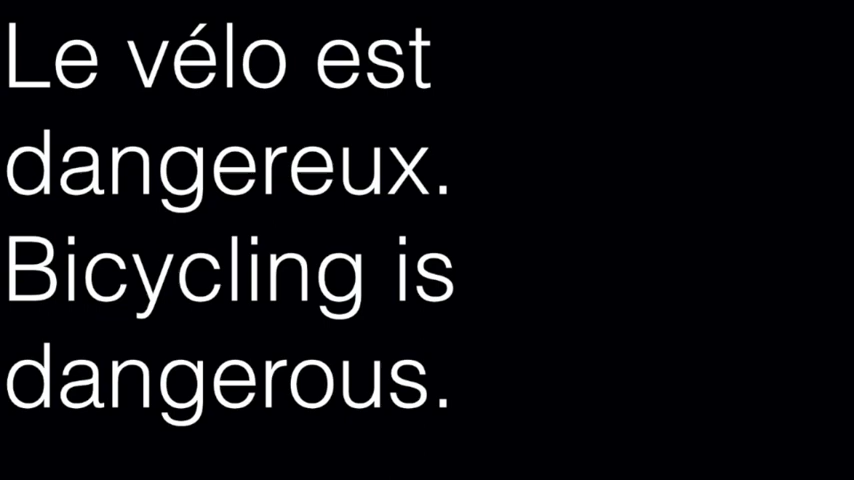 Le vélo est
dangereux.
Bicycling is
dangerous.